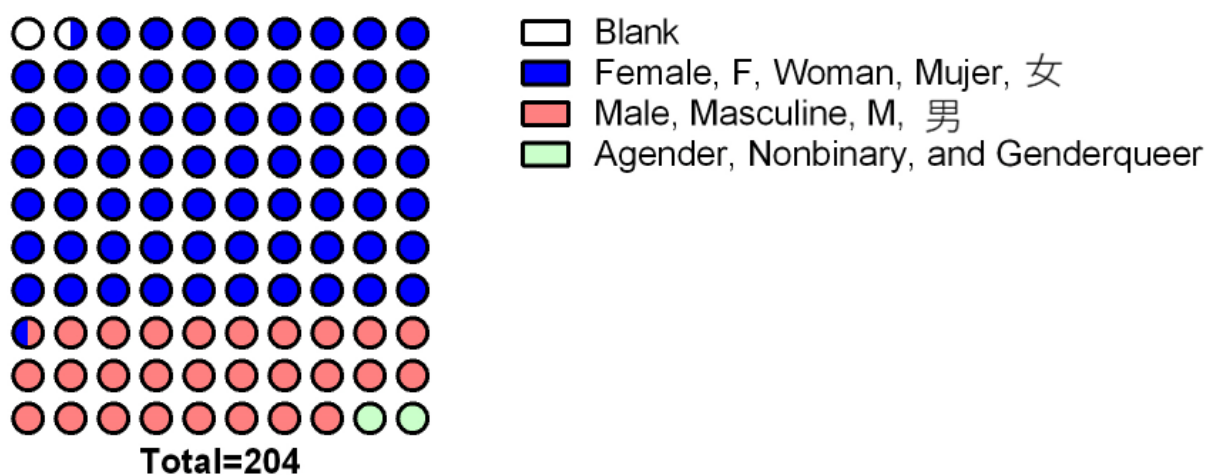 Blank
Female, F, Woman, Mujer, 女
Male, Masculine, M, 男
Agender, Nonbinary, and Genderqueer
Total=204